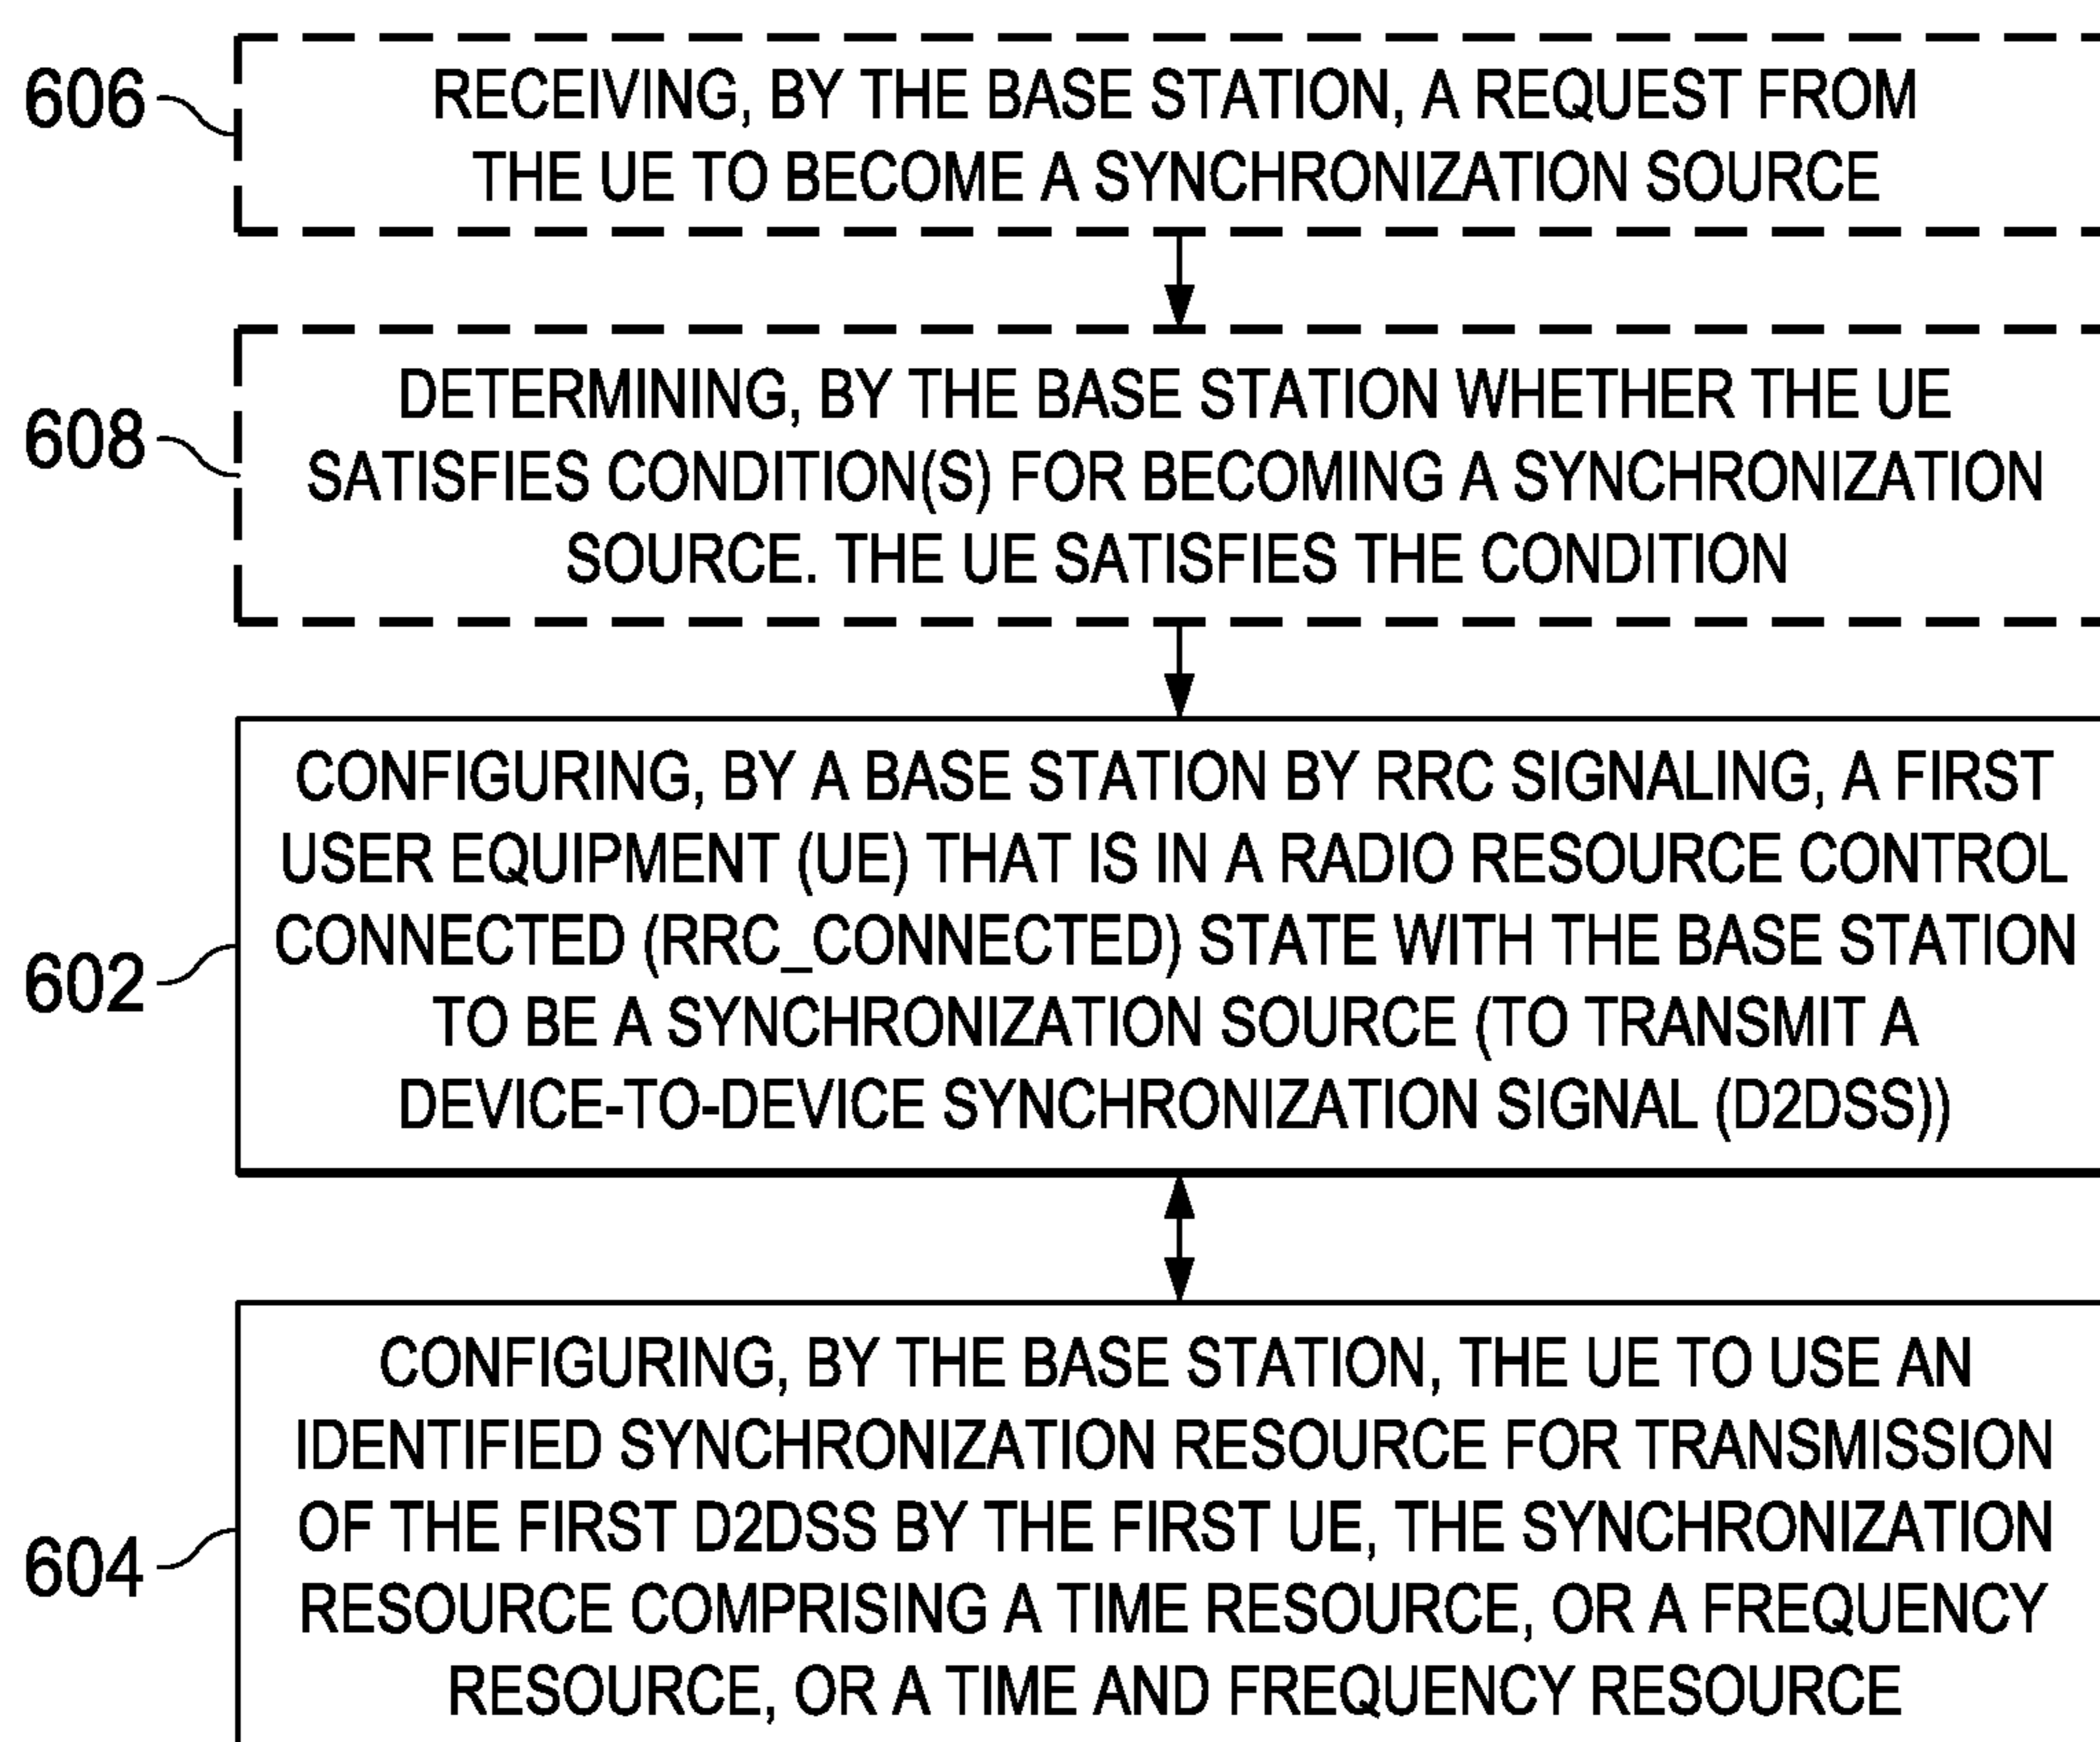 606
RECEIVING, BY THE BASE STATION, A REQUEST FROM
THE UE TO BECOME A SYNCHRONIZATION SOURCE
608
DETERMINING, BY THE BASE STATION WHETHER THE UE
SATISFIES CONDITION(S) FOR BECOMING A SYNCHRONIZATION
SOURCE. THE UE SATISFIES THE CONDITION
602
CONFIGURING, BY A BASE STATION BY RRC SIGNALING, A FIRST
USER EQUIPMENT (UE) THAT IS IN A RADIO RESOURCE CONTROL
CONNECTED (RRC_CONNECTED) STATE WITH THE BASE STATION
TO BE A SYNCHRONIZATION SOURCE (TO TRANSMIT A
DEVICE-TO-DEVICE SYNCHRONIZATION SIGNAL (D2DSS))
604
CONFIGURING, BY THE BASE STATION, THE UE TO USE AN
IDENTIFIED SYNCHRONIZATION RESOURCE FOR TRANSMISSION
OF THE FIRST D2DSS BY THE FIRST UE, THE SYNCHRONIZATION
RESOURCE COMPRISING A TIME RESOURCE, OR A FREQUENCY
RESOURCE, OR A TIME AND FREQUENCY RESOURCE